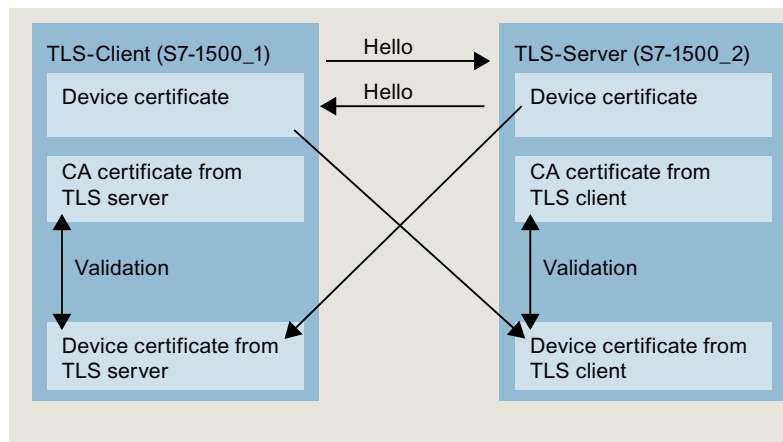 TLS-Client (S7-1500_1)
Device certificate
CA certificate from
TLS server
Validation
Device certificate from
TLS server
Hello
Hello
TLS-Server (S7-1500_2)
Device certificate
CA certificate from
TLS client
Validation
Device certificate from
TLS client